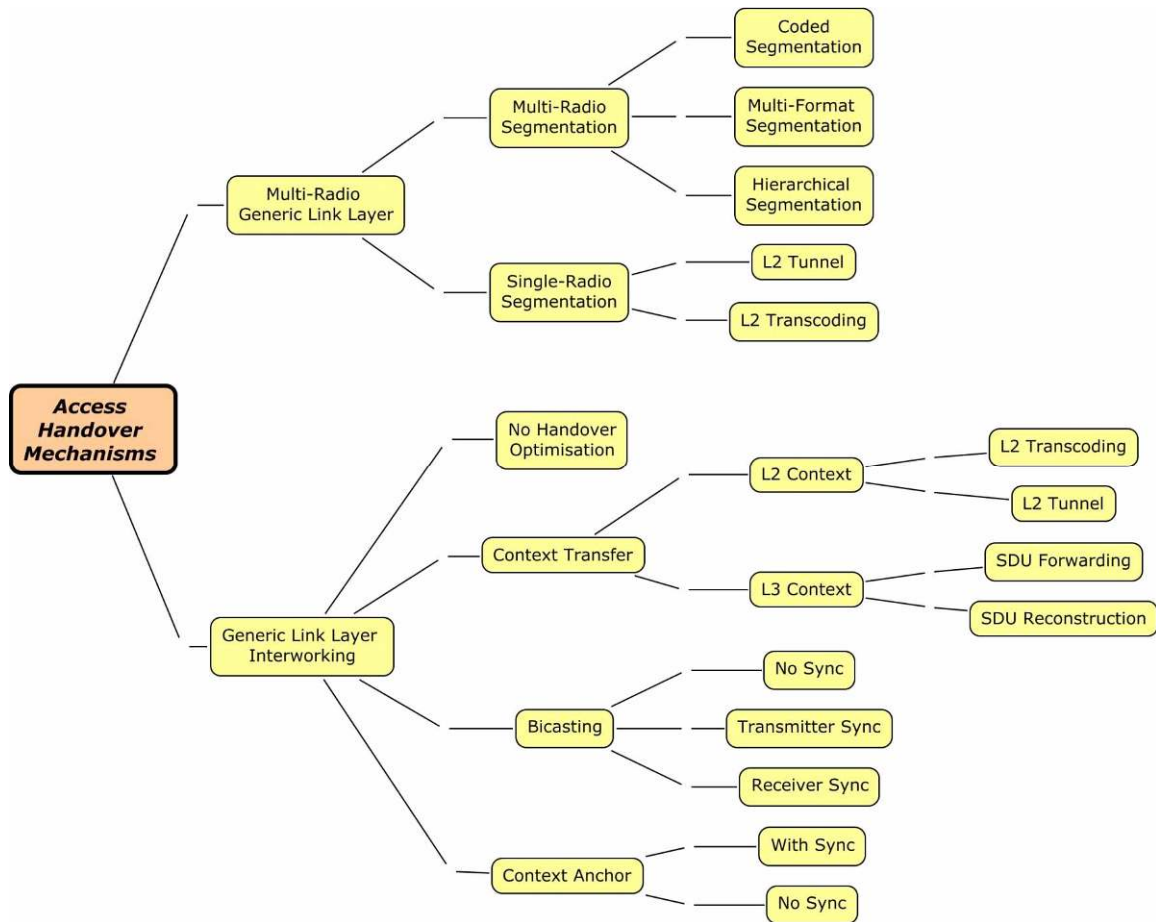 Coded
Segmentation
Multi-Radio
Segmentation
Multi-Format
Segmentation
Hierarchical
Segmentation
Multi-Radio
Generic Link Layer
Single-Radio
Segmentation
L2 Tunnel
L2 Transcoding
Access
Handover
Mechanisms
No Handover
Optimisation
L2 Transcoding
L2 Context
L2 Tunnel
Context Transfer
SDU Forwarding
L3 Context
SDU Reconstruction
Generic Link Layer
Interworking
No Sync
Bicasting
Transmitter Sync
Receiver Sync
With Sync
Context Anchor
No Sync